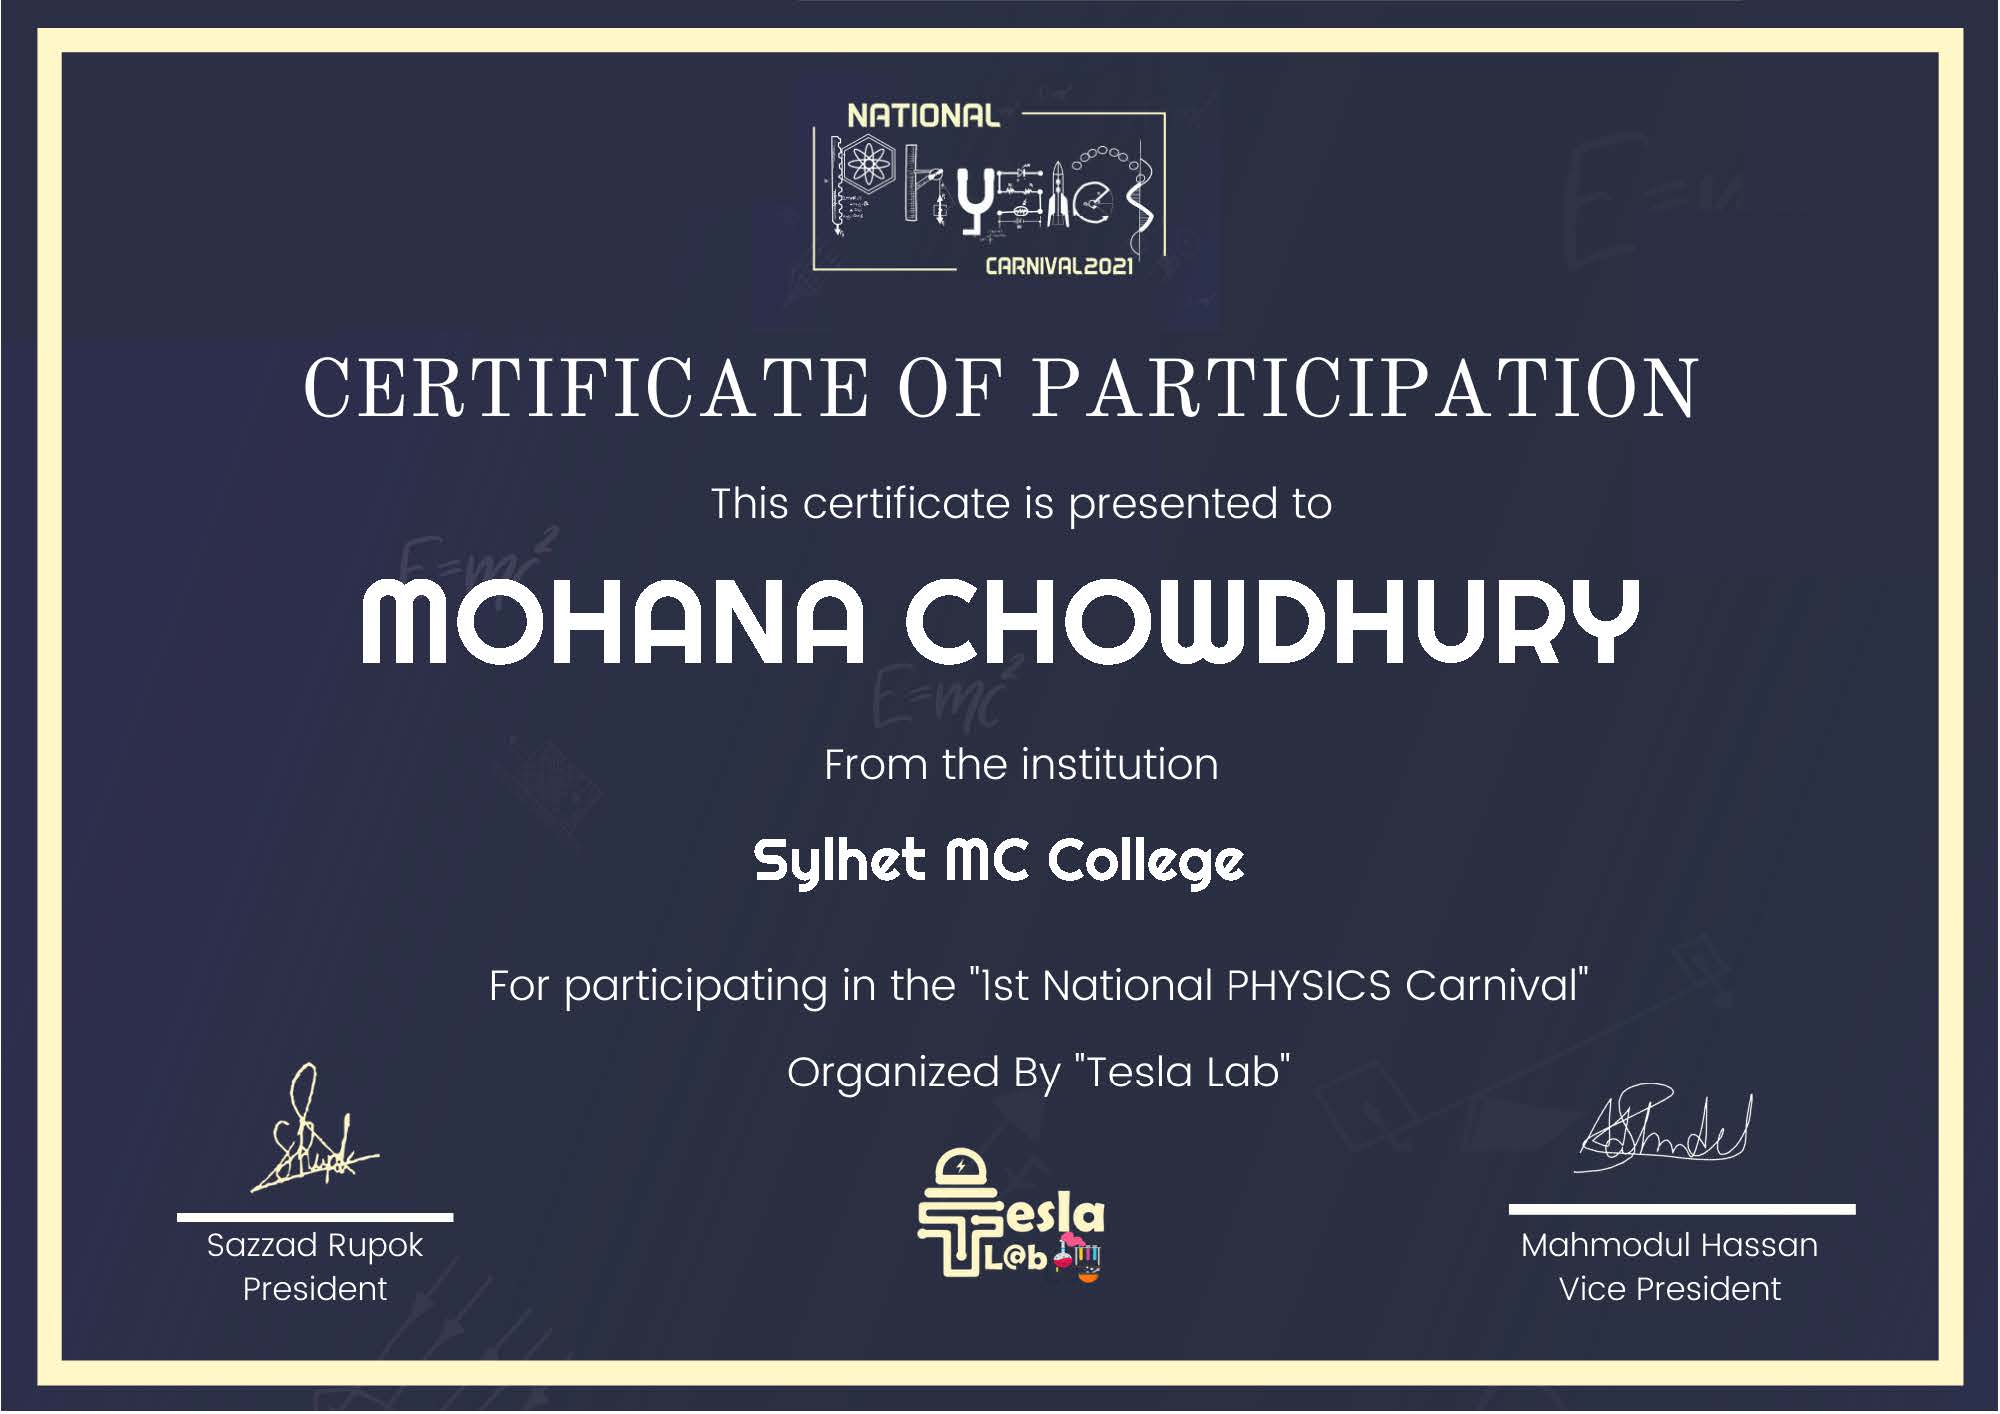 NATIONAL
Physics
CARNIVAL2021
CERTIFICATE OF PARTICIPATION
This certificate is presented to
E=mc²
MOHANA CHOWDHURY
E=mc²
From the institution
Sylhet MC College
For participating in the "1st National PHYSICS Carnival"
Organized By "Tesla Lab"
Tesla
L@b
Sazzad Rupok
President
Mahmodul Hassan
Vice President